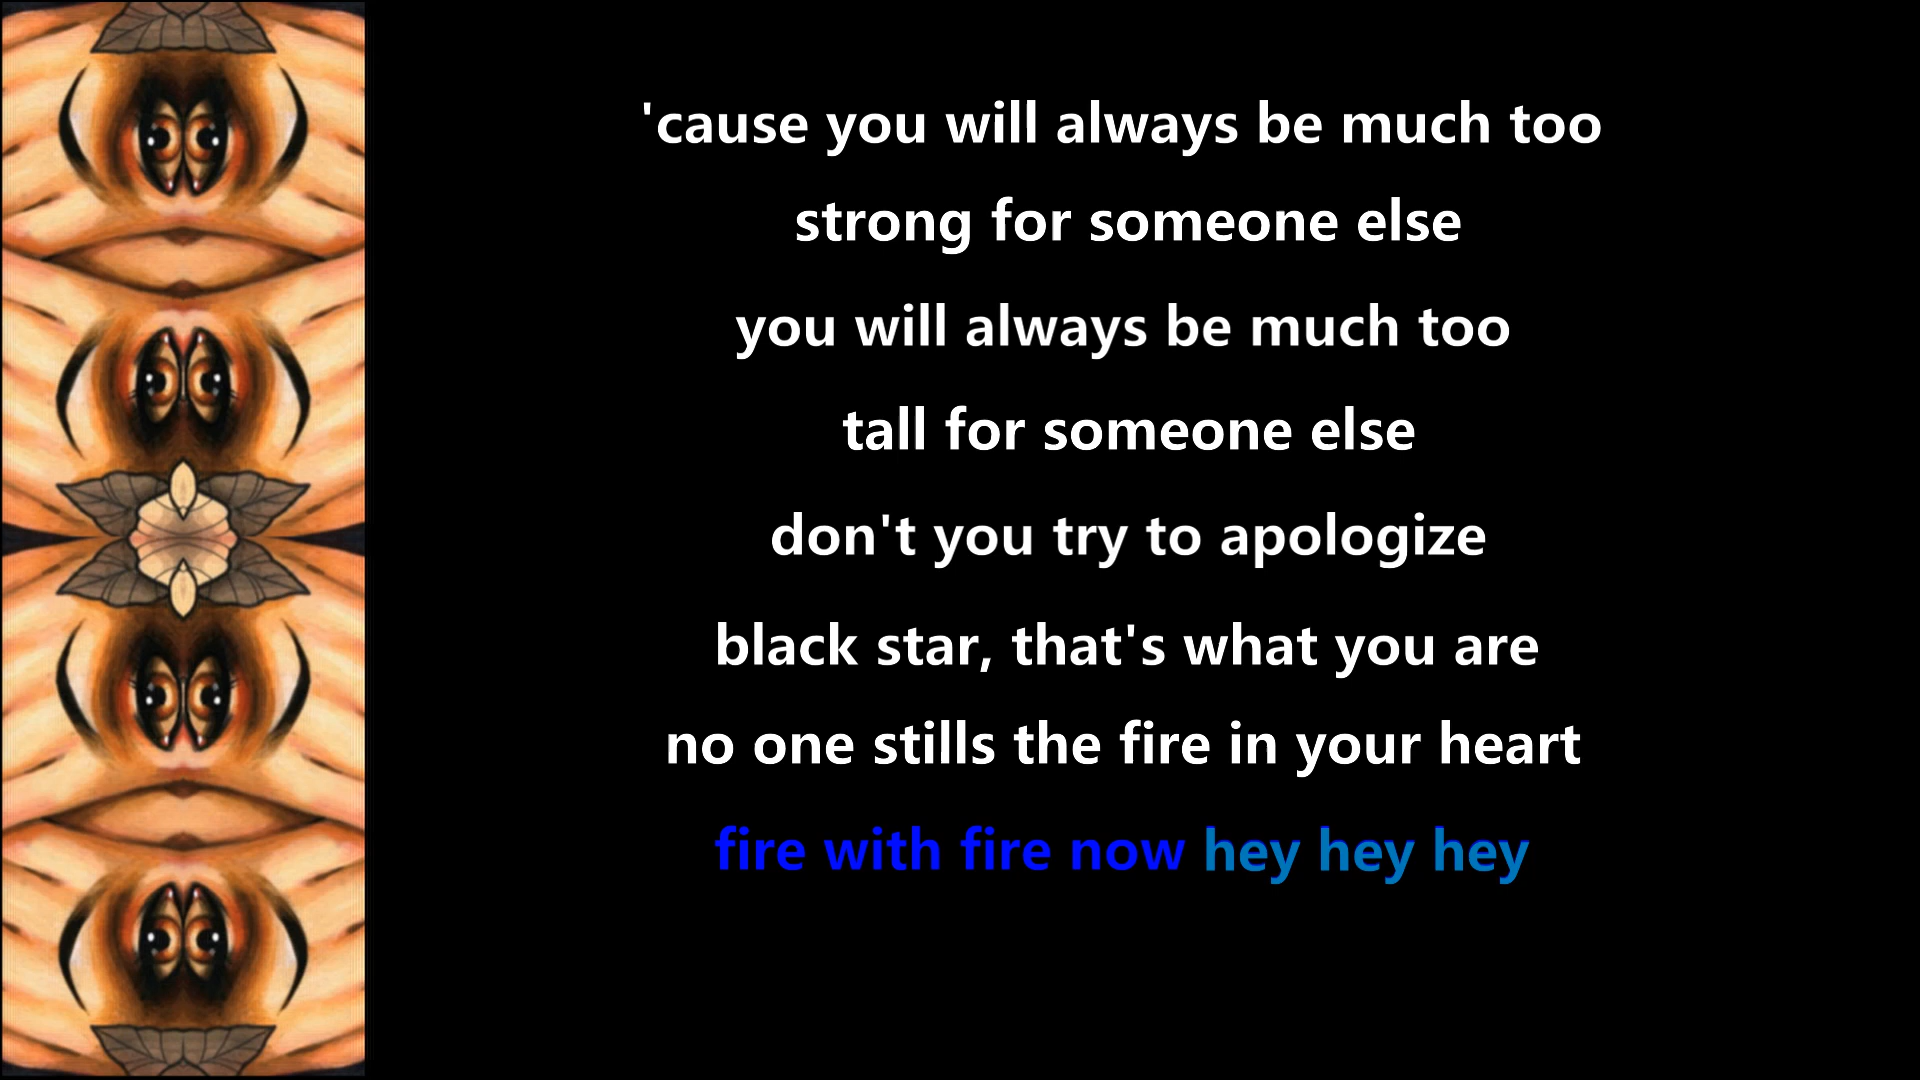 'cause you will always be much too
strong for someone else
you will always be much too
tall for someone else
don't you try to apologize
black star, that's what you are
no one stills the fire in your heart
fire with fire now hey hey hey